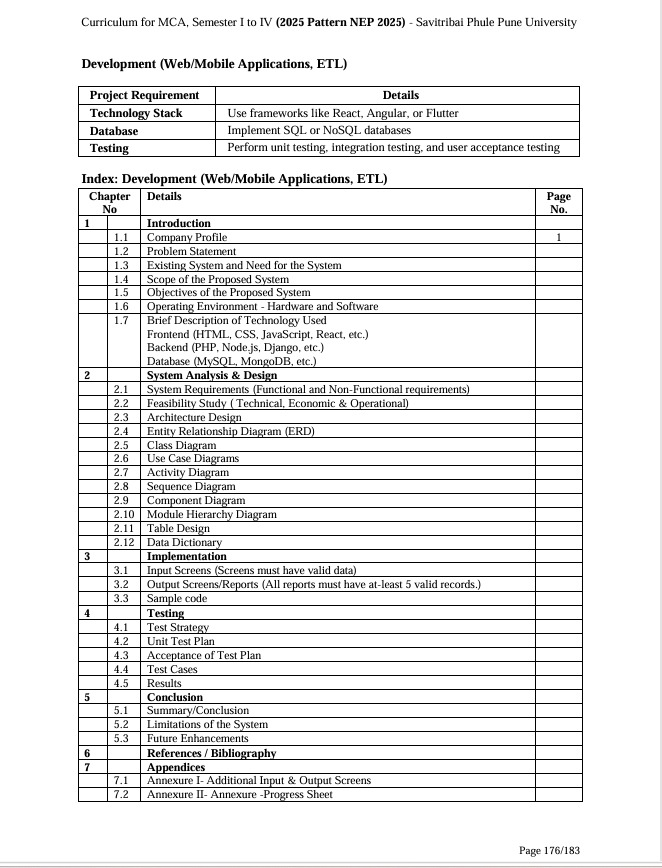 Curriculum for MCA, Semester I to IV (2025 Pattern NEP 2025) - Savitribai Phule Pune University
Development (Web/Mobile Applications, ETL)
Project Requirement Details
Technology Stack Use frameworks like React, Angular, or Flutter
Database Implement SQL or NoSQL databases
Testing Perform unit testing, integration testing, and user acceptance testing
Index: Development (Web/Mobile Applications, ETL)
Chapter Details Page
No No.
1 Introduction
1.1 Company Profile 1
1.2 Problem Statement
1.3 Existing System and Need for the System
1.4 Scope of the Proposed System
1.5 Objectives of the Proposed System
1.6 Operating Environment - Hardware and Software
1.7 Brief Description of Technology Used
Frontend (HTML, CSS, JavaScript, React, etc.)
Backend (PHP, Node.js, Django, etc.)
Database (MySQL, MongoDB, etc.)
2 System Analysis & Design
2.1 System Requirements (Functional and Non-Functional requirements)
2.2 Feasibility Study ( Technical, Economic & Operational)
2.3 Architecture Design
2.4 Entity Relationship Diagram (ERD)
2.5 Class Diagram
2.6 Use Case Diagrams
2.7 Activity Diagram
2.8 Sequence Diagram
2.9 Component Diagram
2.10 Module Hierarchy Diagram
2.11 Table Design
2.12 Data Dictionary
3 Implementation
3.1 Input Screens (Screens must have valid data)
3.2 Output Screens/Reports (All reports must have at-least 5 valid records.)
3.3 Sample code
4 Testing
4.1 Test Strategy
4.2 Unit Test Plan
4.3 Acceptance of Test Plan
4.4 Test Cases
4.5 Results
5 Conclusion
5.1 Summary/Conclusion
5.2 Limitations of the System
5.3 Future Enhancements
6 References / Bibliography
7 Appendices
7.1 Annexure I- Additional Input & Output Screens
7.2 Annexure II- Annexure -Progress Sheet
Page 176/183